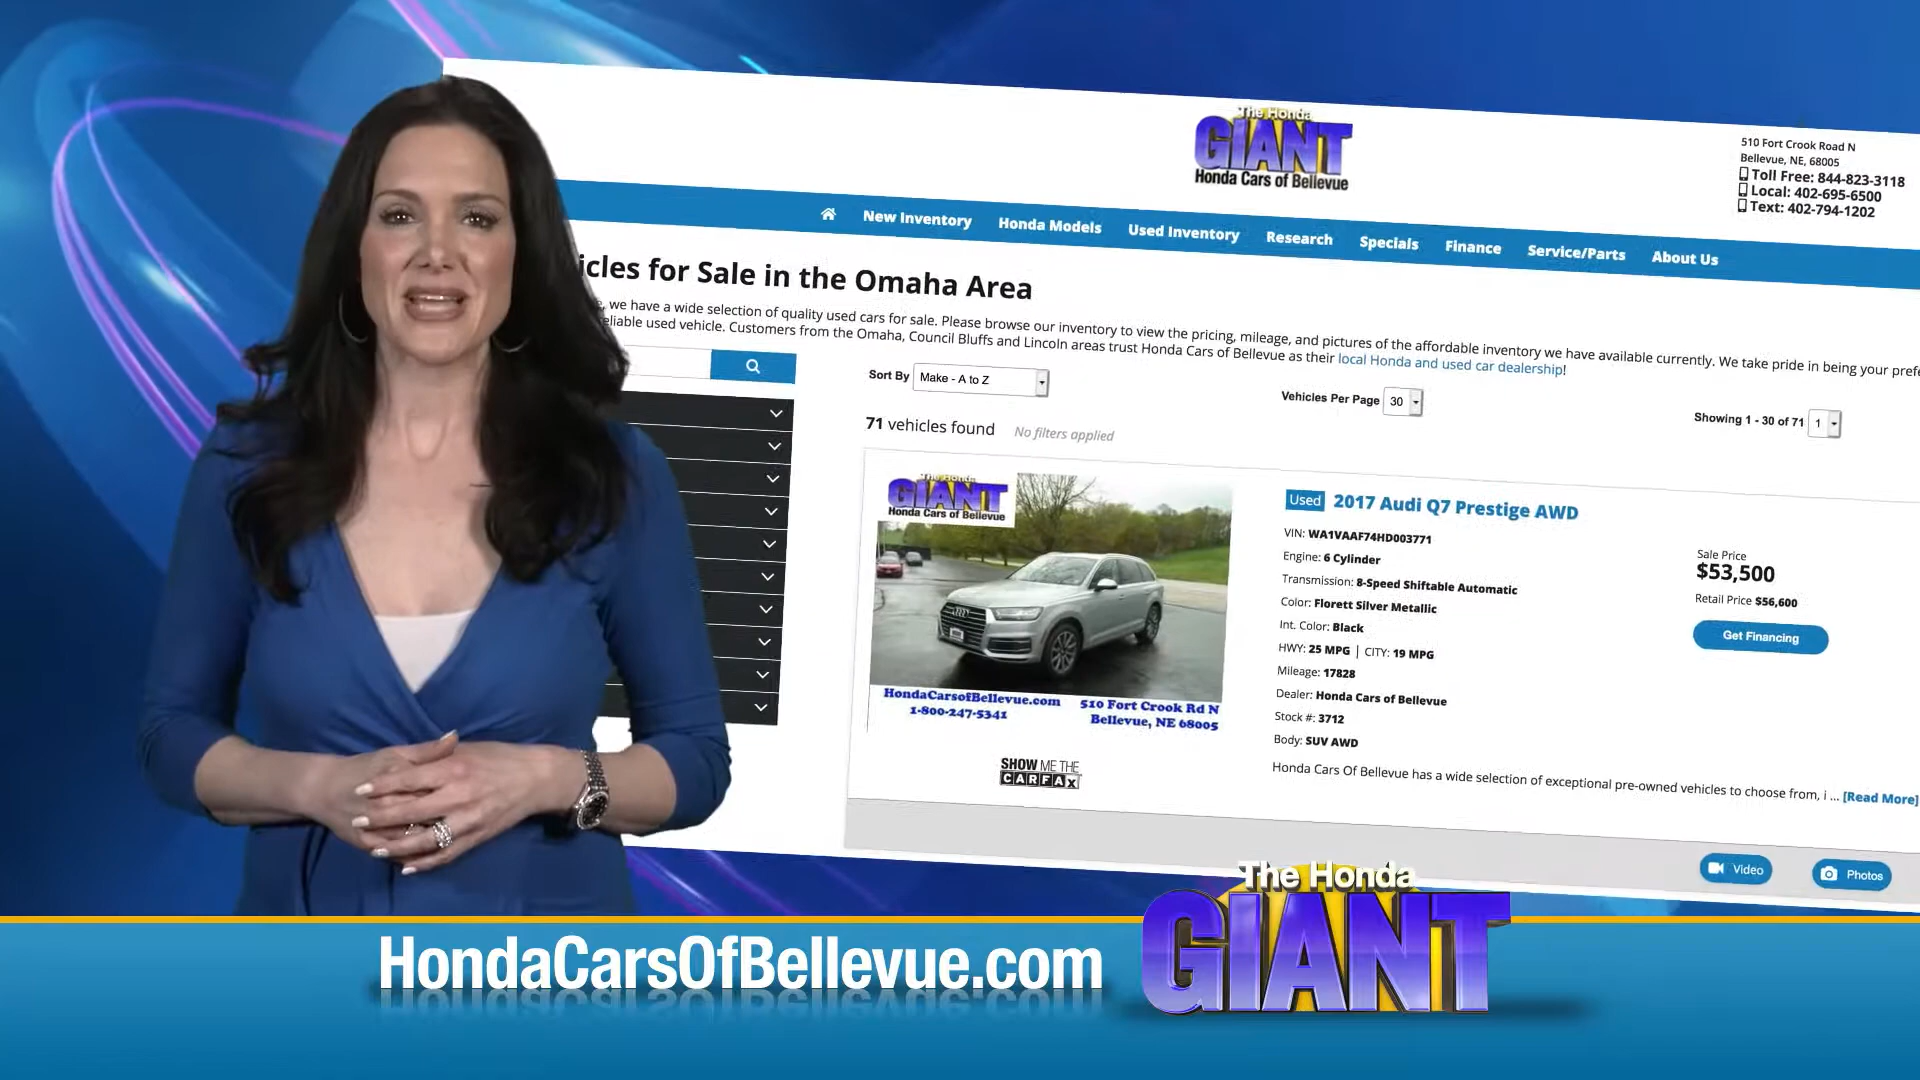 The Honda
GIANT
Honda Cars of Bellevue
510 Fort Crook Road N
Bellevue, NE, 68005
Toll Free: 844-823-3118
Local: 402-695-6500
Text: 402-794-1202
New Inventory
Honda Models
Used Inventory
Research
Specials
Finance
Service/Parts
About Us
for Sale in the Omaha Area
we have a wide selection of quality used cars for sale. Please browse our inventory to view the pricing, mileage, and pictures of the affordable inventory we have available currently. We take pride in being your
used vehicle. Customers from the Omaha, Council Bluffs and Lincoln areas trust Honda Cars of Bellevue as their local Honda and used car dealership!
Sort By Make - A to Z
Vehicles Per Page 30
Showing 1 - 30 of 71 1
71 vehicles found No filters applied
The Honda
GIANT
Honda Cars of Bellevue
HondaCarsofBellevue.com
1-800-247-5341
510 Fort Crook Rd N
Bellevue, NE 68005
SHOW ME THE
CARFAX
Used 2017 Audi Q7 Prestige AWD
VIN: WA1VAAF74HD003771
Engine: 6 Cylinder
Transmission: 8-Speed Shiftable Automatic
Color: Florett Silver Metallic
Int. Color: Black
HWY: 25 MPG | CITY: 19 MPG
Mileage: 17828
Dealer: Honda Cars of Bellevue
Stock #: 3712
Body: SUV AWD
Honda Cars Of Bellevue has a wide selection of exceptional pre-owned vehicles to choose from, i ... [Read More]
Sale Price
$53,500
Retail Price $56,600
Get Financing
Video
Photos
HondaCarsOfBellevue.com
The Honda
GIANT